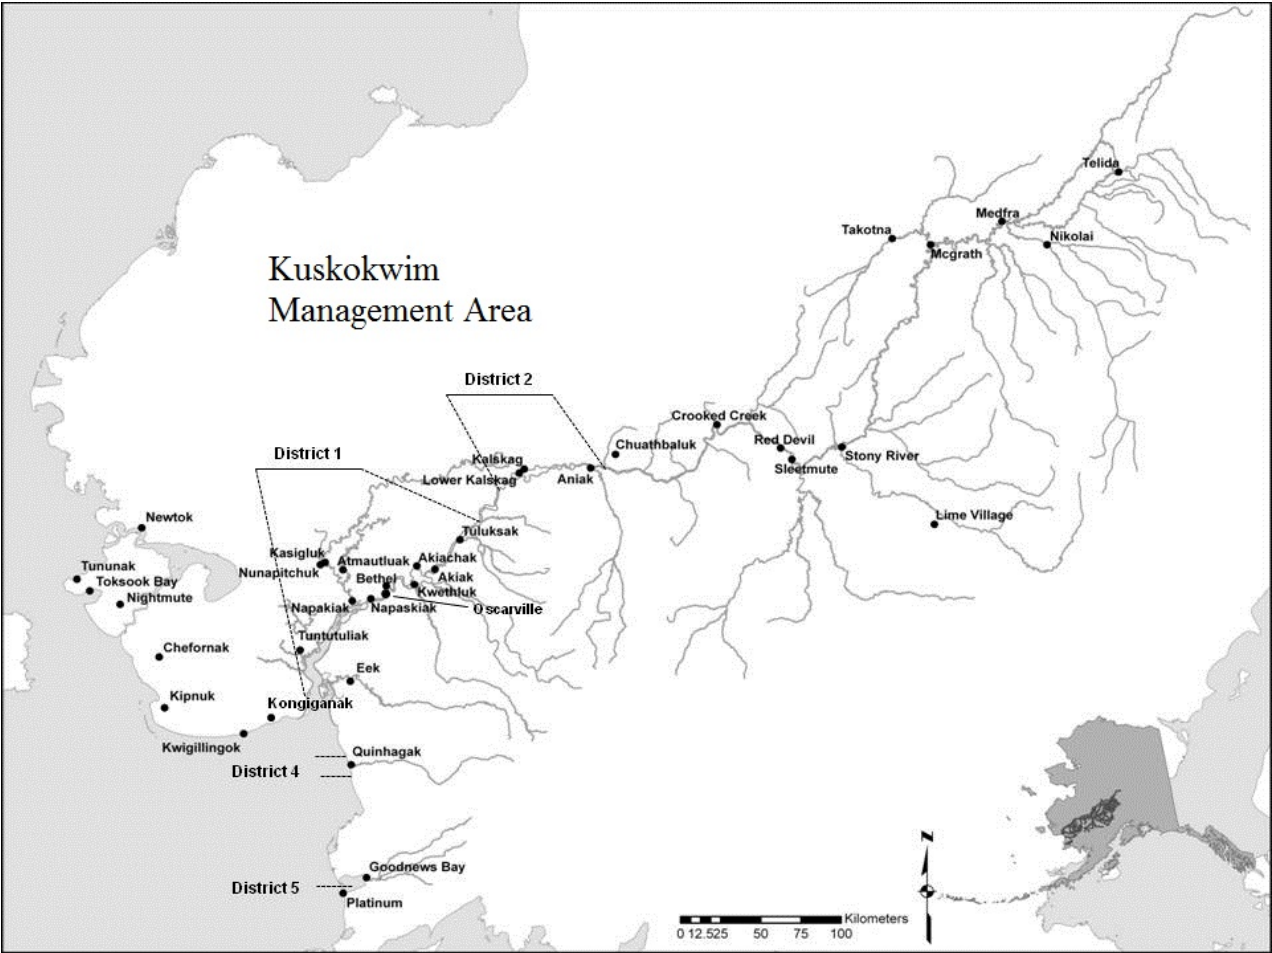 Telida
Medfra
Takotna
Nikolai
Mcgrath
Kuskokwim
Management Area
District 2
Crooked Creek
Red Devil
Chuathbaluk
District 1
Stony River
Kalskag
Sleetmute
Lower Kalskag
Aniak
Lime Village
Newtok
Tuluksak
Kasigluk
Atmautluak
Akiachak
Tununak
Nunapitchuk
Akiak
Toksook Bay
Bethel
Kwethluk
Nightmute
Napakiak
Napaskiak
Oscarville
Tuntutuliak
Chefornak
Eek
Kipnuk
Kongiganak
Kwigillingok
Quinhagak
District 4
N
Goodnews Bay
District 5
Platinum
Kilometers
0 12.525 50 75 100